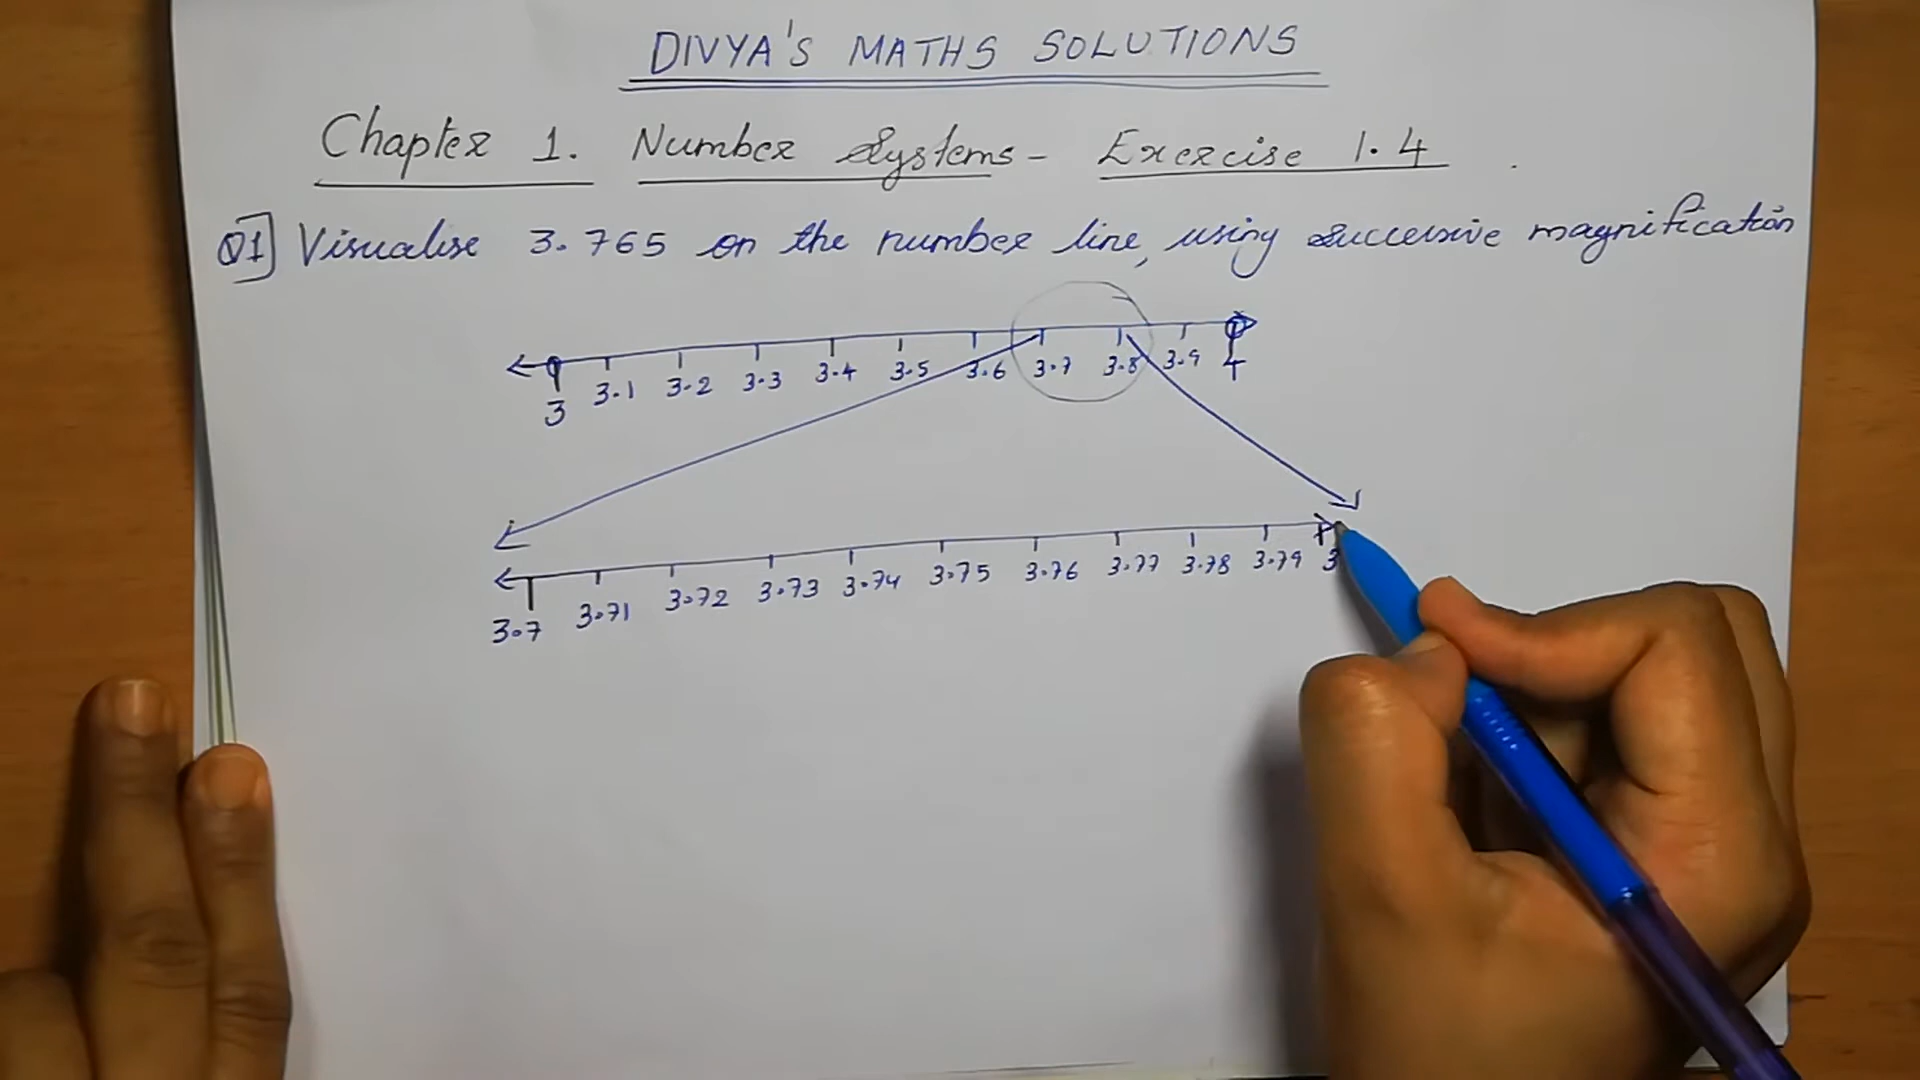 DIVYA'S MATHS SOLUTIONS
Chapter 1. Number Systems - Exercise 1.4
Q1] Visualise 3.765 on the number line, using successive magnification
3 3.1 3.2 3.3 3.4 3.5 3.6 3.7 3.8 3.9 4
3.7 3.71 3.72 3.73 3.74 3.75 3.76 3.77 3.78 3.79 3